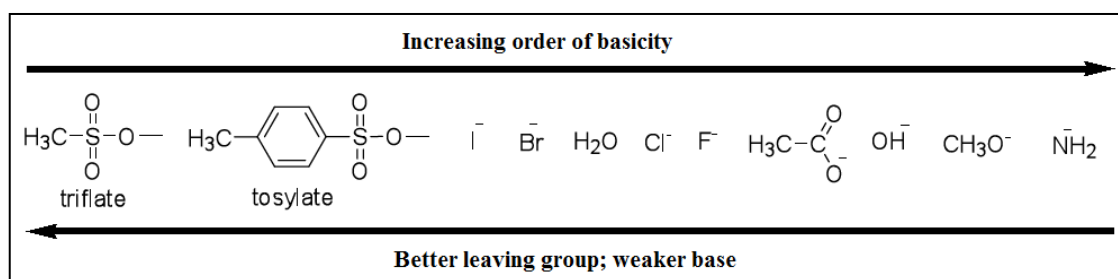 Increasing order of basicity
H₃C–S–O— O O H₃C S–O— O O I⁻ Br⁻ H₂O Cl⁻ F⁻ H₃C–C O O⁻ OH⁻ CH₃O⁻ NH₂⁻
triflate tosylate
Better leaving group; weaker base